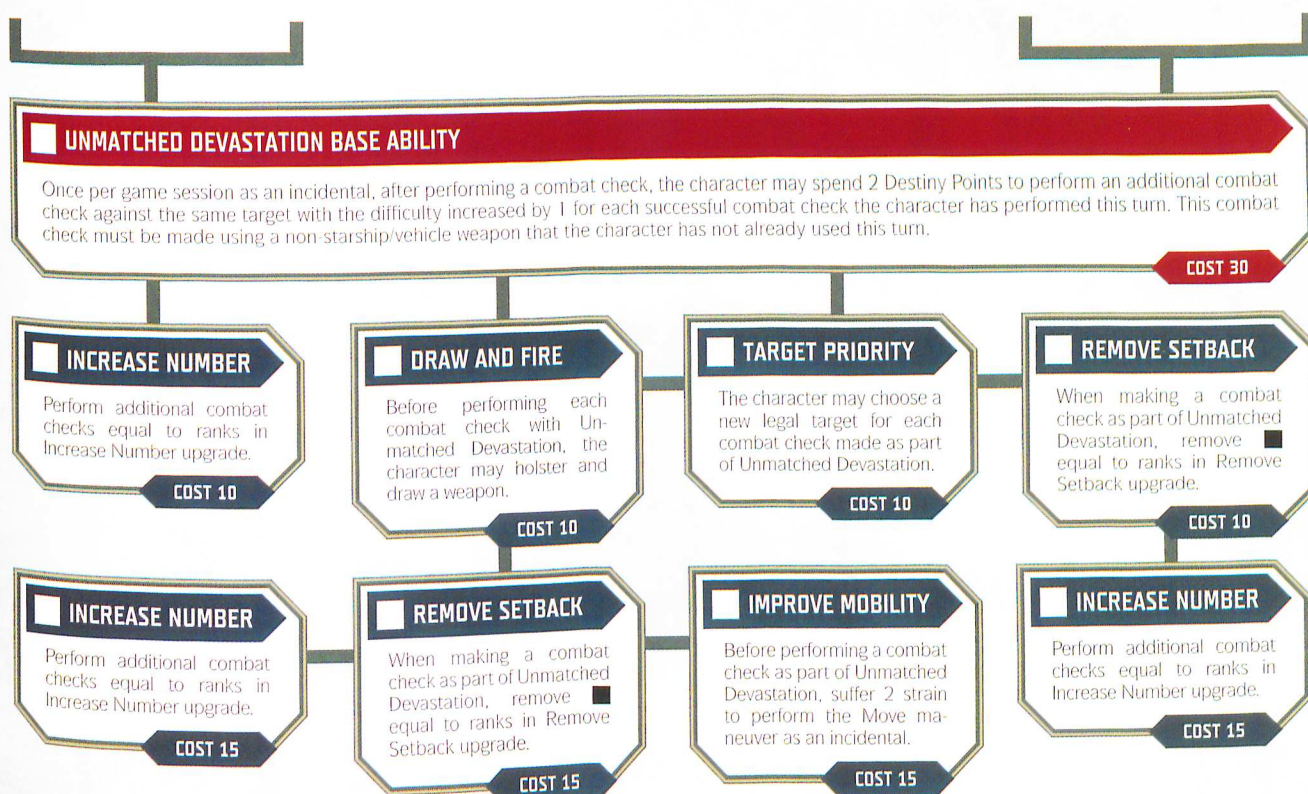 UNMATCHED DEVASTATION BASE ABILITY
Once per game session as an incidental, after performing a combat check, the character may spend 2 Destiny Points to perform an additional combat
check against the same target with the difficulty increased by 1 for each successful combat check the character has performed this turn. This combat
check must be made using a non-starship/vehicle weapon that the character has not already used this turn.
COST 30
INCREASE NUMBER
Perform additional combat
checks equal to ranks in
Increase Number upgrade.
COST 10
DRAW AND FIRE
Before performing each
combat check with Un-
matched Devastation, the
character may holster and
draw a weapon.
COST 10
TARGET PRIORITY
The character may choose a
new legal target for each
combat check made as part
of Unmatched Devastation.
COST 10
REMOVE SETBACK
When making a combat
check as part of Unmatched
Devastation, remove ■
equal to ranks in Remove
Setback upgrade.
COST 10
INCREASE NUMBER
Perform additional combat
checks equal to ranks in
Increase Number upgrade.
COST 15
REMOVE SETBACK
When making a combat
check as part of Unmatched
Devastation, remove ■
equal to ranks in Remove
Setback upgrade.
COST 15
IMPROVE MOBILITY
Before performing a combat
check as part of Unmatched
Devastation, suffer 2 strain
to perform the Move ma-
neuver as an incidental.
COST 15
INCREASE NUMBER
Perform additional combat
checks equal to ranks in
Increase Number upgrade.
COST 15